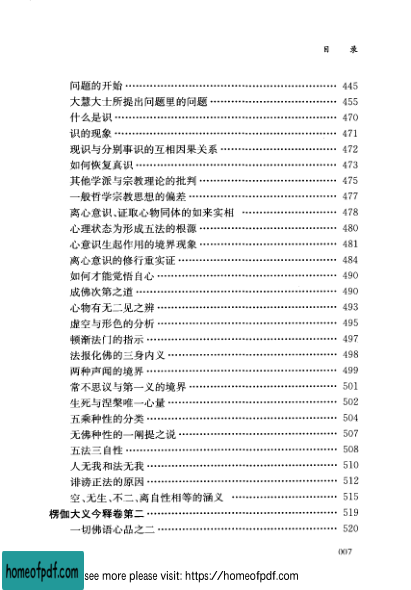 目 录
问题的开始 …… 445
大慧大士所提出问题里的问题 …… 455
什么是识 …… 470
识的现象 …… 471
现识与分别事识的互相因果关系 …… 472
如何恢复真识 …… 473
其他学派与宗教理论的批判 …… 475
一般哲学宗教思想的偏差 …… 477
离心意识、证取心物同体的如来实相 …… 478
心理状态为形成五法的根源 …… 480
心意识生起作用的境界现象 …… 481
离心意识的修行重实证 …… 484
如何才能觉悟自心 …… 490
成佛次第之道 …… 490
心物有无二见之辨 …… 493
虚空与形色的分析 …… 495
顿渐法门的指示 …… 497
法报化佛的三身内义 …… 498
两种声闻的境界 …… 499
常不思议与第一义的境界 …… 501
生死与涅槃唯一心量 …… 502
五乘种性的分类 …… 504
无佛种性的一阐提之说 …… 507
五法三自性 …… 508
人无我和法无我 …… 510
诽谤正法的原因 …… 512
空、无生、不二、离自性相等的涵义 …… 515
楞伽大义今释卷第二 …… 519
一切佛语心品之二 …… 520
007
homeofpdf.com see more please visit: https://homeofpdf.com